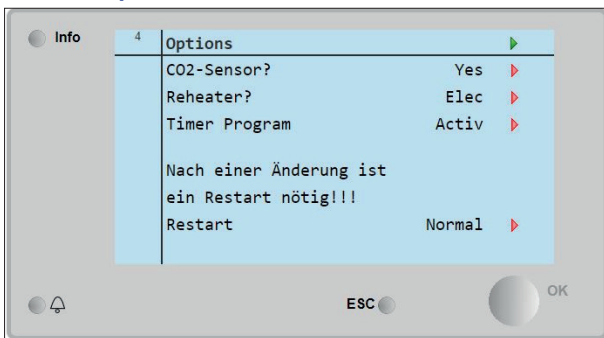 Info
4 Options
CO2-Sensor? Yes
Reheater? Elec
Timer Program Activ
Nach einer Änderung ist
ein Restart nötig!!!
Restart Normal
ESC
OK